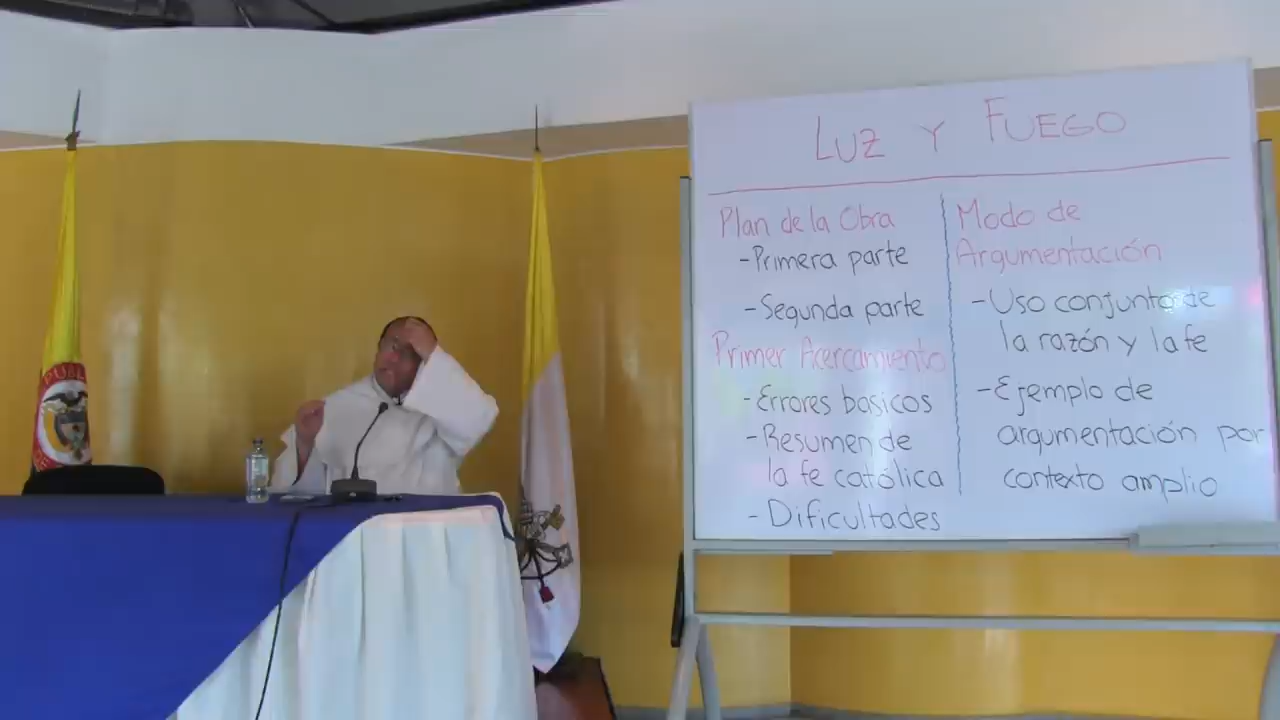 LUZ Y FUEGO
Plan de la Obra
-Primera parte
-Segunda parte
Primer Acercamiento
-Errores basicos
-Resumen de
la fe católica
-Dificultades
Modo de
Argumentación
-Uso conjunto de
la razón y la fe
-Ejemplo de
argumentación por
contexto amplio